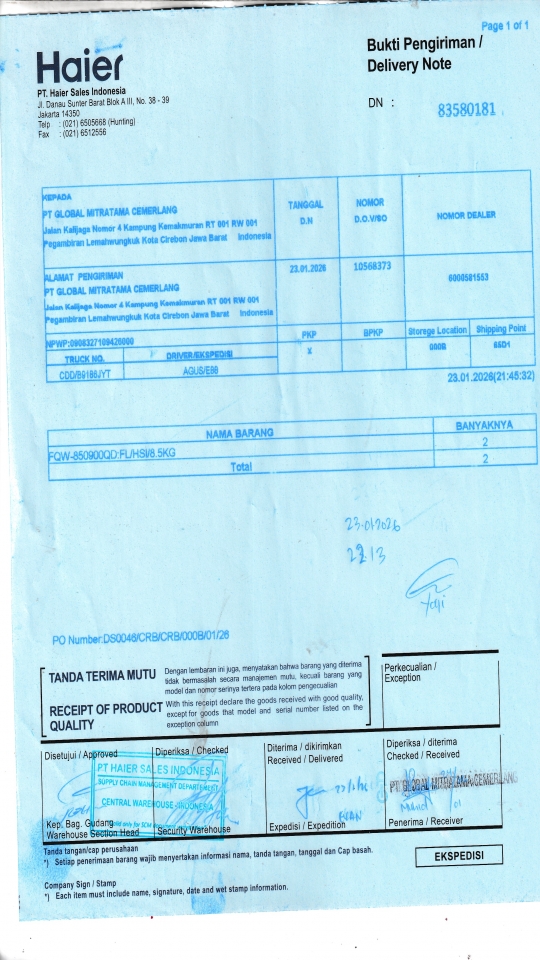 Page 1 of 1
Haier
Bukti Pengiriman /
Delivery Note
PT. Haier Sales Indonesia
Jl. Danau Sunter Barat Blok A III, No. 38 - 39
Jakarta 14350
Telp : (021) 6505668 (Hunting)
Fax : (021) 6512556
DN : 83580181
KEPADA
PT GLOBAL MITRATAMA CEMERLANG
Jalan Kalijaga Nomor 4 Kampung Kemakmuran RT 001 RW 001
Pegambiran Lemahwungkuk Kota Cirebon Jawa Barat Indonesia
TANGGAL
D.N
NOMOR
D.O.V/SO
NOMOR DEALER
ALAMAT PENGIRIMAN
PT GLOBAL MITRATAMA CEMERLANG
Jalan Kalijaga Nomor 4 Kampung Kemakmuran RT 001 RW 001
Pegambiran Lemahwungkuk Kota Cirebon Jawa Barat Indonesia
23.01.2026
10568373
6000581553
NPWP:0908327109426000
PKP
BPKP
Storege Location
Shipping Point
TRUCK NO.
DRIVER/EKSPEDISI
X
000B
65D1
CDD/B9186JYT
AGUS/EBB
23.01.2026(21:45:32)
NAMA BARANG
BANYAKNYA
FQW-850900QD:FL/HSI/8.5KG
2
Total
2
23-01-2026
Yogi
PO Number:DS0046/CRB/CRB/000B/01/26
TANDA TERIMA MUTU
Dengan lembaran ini juga, menyatakan bahwa barang yang diterima
tidak bermasalah secara manajemen mutu, kecuali barang yang
model dan nomor serinya tertera pada kolom pengecualian
RECEIPT OF PRODUCT
QUALITY
With this receipt declare the goods received with good quality,
except for goods that model and serial number listed on the
exception column
Perkecualian /
Exception
Disetujui / Approved
Diperiksa / Checked
Diterima / dikirimkan
Received / Delivered
Diperiksa / diterima
Checked / Received
PT HAIER SALES INDONESIA
SUPPLY CHAIN MANAGEMENT DEPARTEMENT
CENTRAL WAREHOUSE-INDONESIA
PT GLOBAL MITRATAMA CEMERLANG
Kep. Bag. Gudang
Warehouse Section Head
Security Warehouse
Expedisi / Expedition
Penerima / Receiver
Tanda tangan/cap perusahaan
*) Setiap penerimaan barang wajib menyertakan informasi nama, tanda tangan, tanggal dan Cap basah.
EKSPEDISI
Company Sign / Stamp
*) Each item must include name, signature, date and wet stamp information.